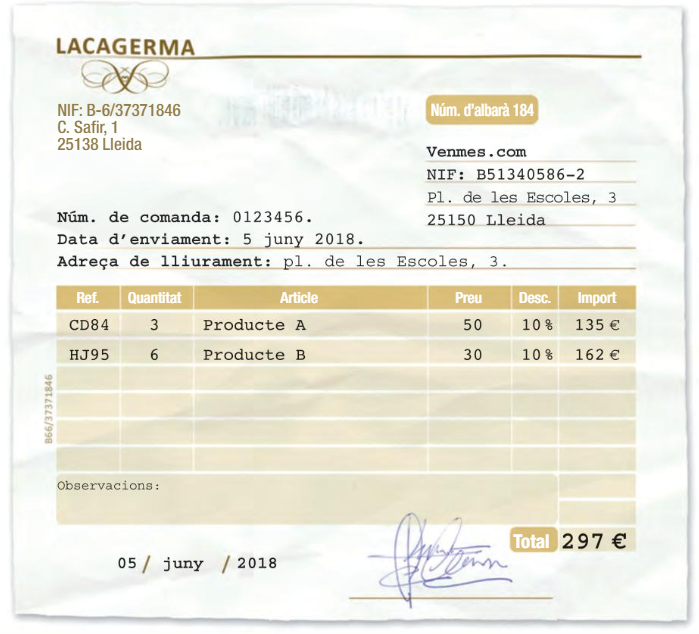 LACAGERMA
NIF: B-6/37371846
C. Safir, 1
25138 Lleida
Núm. d'albarà 184
Venmes.com
NIF: B51340586-2
Pl. de les Escoles, 3
25150 Lleida
Núm. de comanda: 0123456.
Data d'enviament: 5 juny 2018.
Adreça de lliurament: pl. de les Escoles, 3.
Ref. Quantitat Article Preu Desc. Import
CD84 3 Producte A 50 10% 135 €
HJ95 6 Producte B 30 10% 162 €
B66/37371846
Observacions:
Total 297 €
05 / juny / 2018